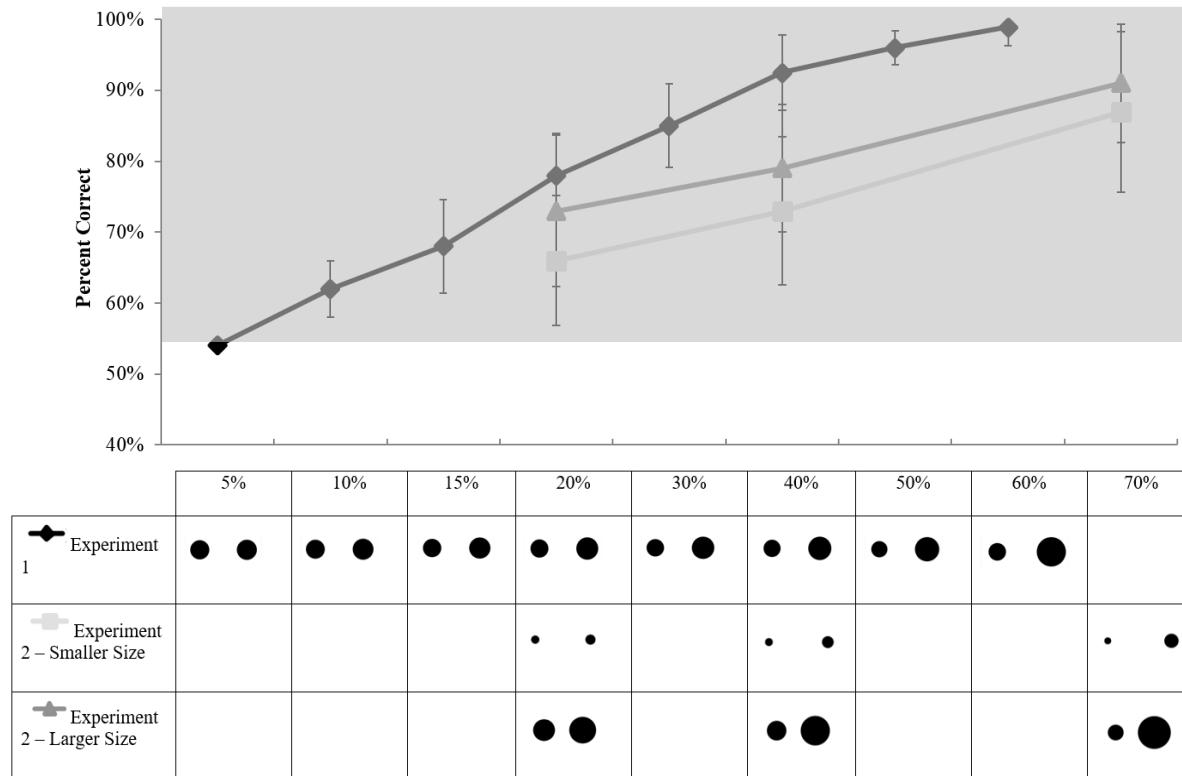 100%
90%
80%
70%
60%
50%
40%
Percent Correct
5% 10% 15% 20% 30% 40% 50% 60% 70%
Experiment
1
Experiment
2 – Smaller Size
Experiment
2 – Larger Size